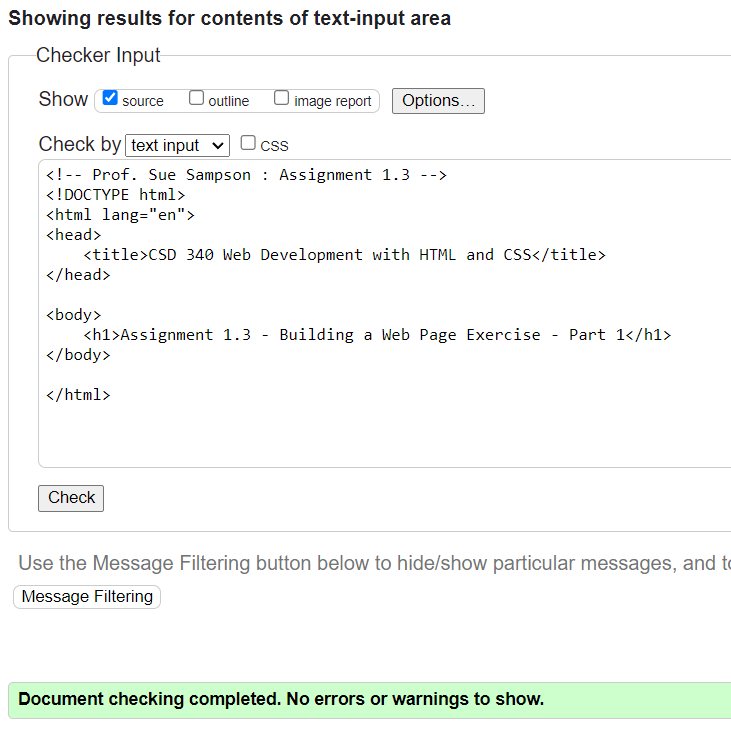 Showing results for contents of text-input area
Checker Input
Show source outline image report Options...
Check by text input CSS
<!-- Prof. Sue Sampson : Assignment 1.3 -->
<!DOCTYPE html>
<html lang="en">
<head>
    <title>CSD 340 Web Development with HTML and CSS</title>
</head>
<body>
    <h1>Assignment 1.3 - Building a Web Page Exercise - Part 1</h1>
</body>
</html>
Check
Use the Message Filtering button below to hide/show particular messages, and
Message Filtering
Document checking completed. No errors or warnings to show.